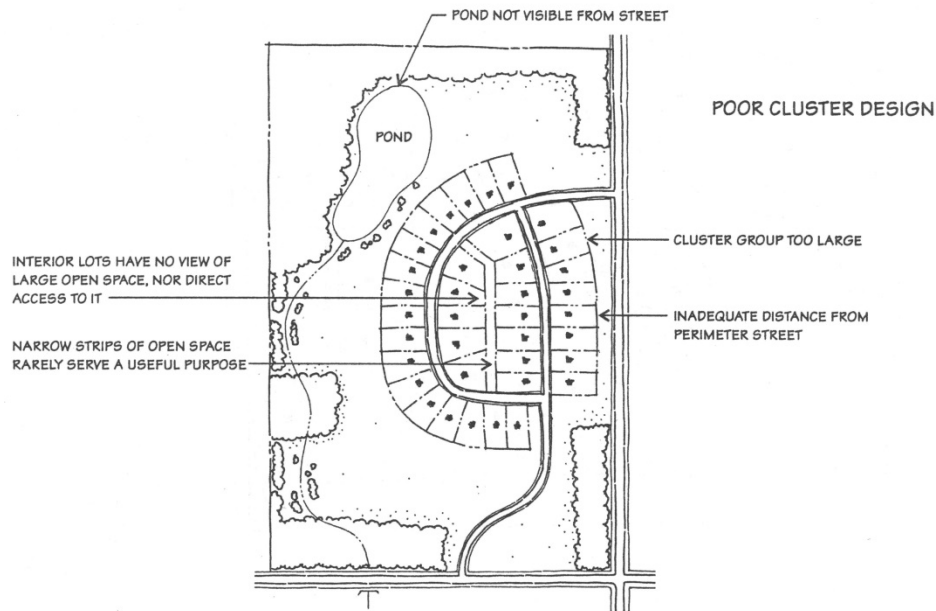 POND NOT VISIBLE FROM STREET
POOR CLUSTER DESIGN
POND
CLUSTER GROUP TOO LARGE
INTERIOR LOTS HAVE NO VIEW OF
LARGE OPEN SPACE, NOR DIRECT
ACCESS TO IT
INADEQUATE DISTANCE FROM
PERIMETER STREET
NARROW STRIPS OF OPEN SPACE
RARELY SERVE A USEFUL PURPOSE